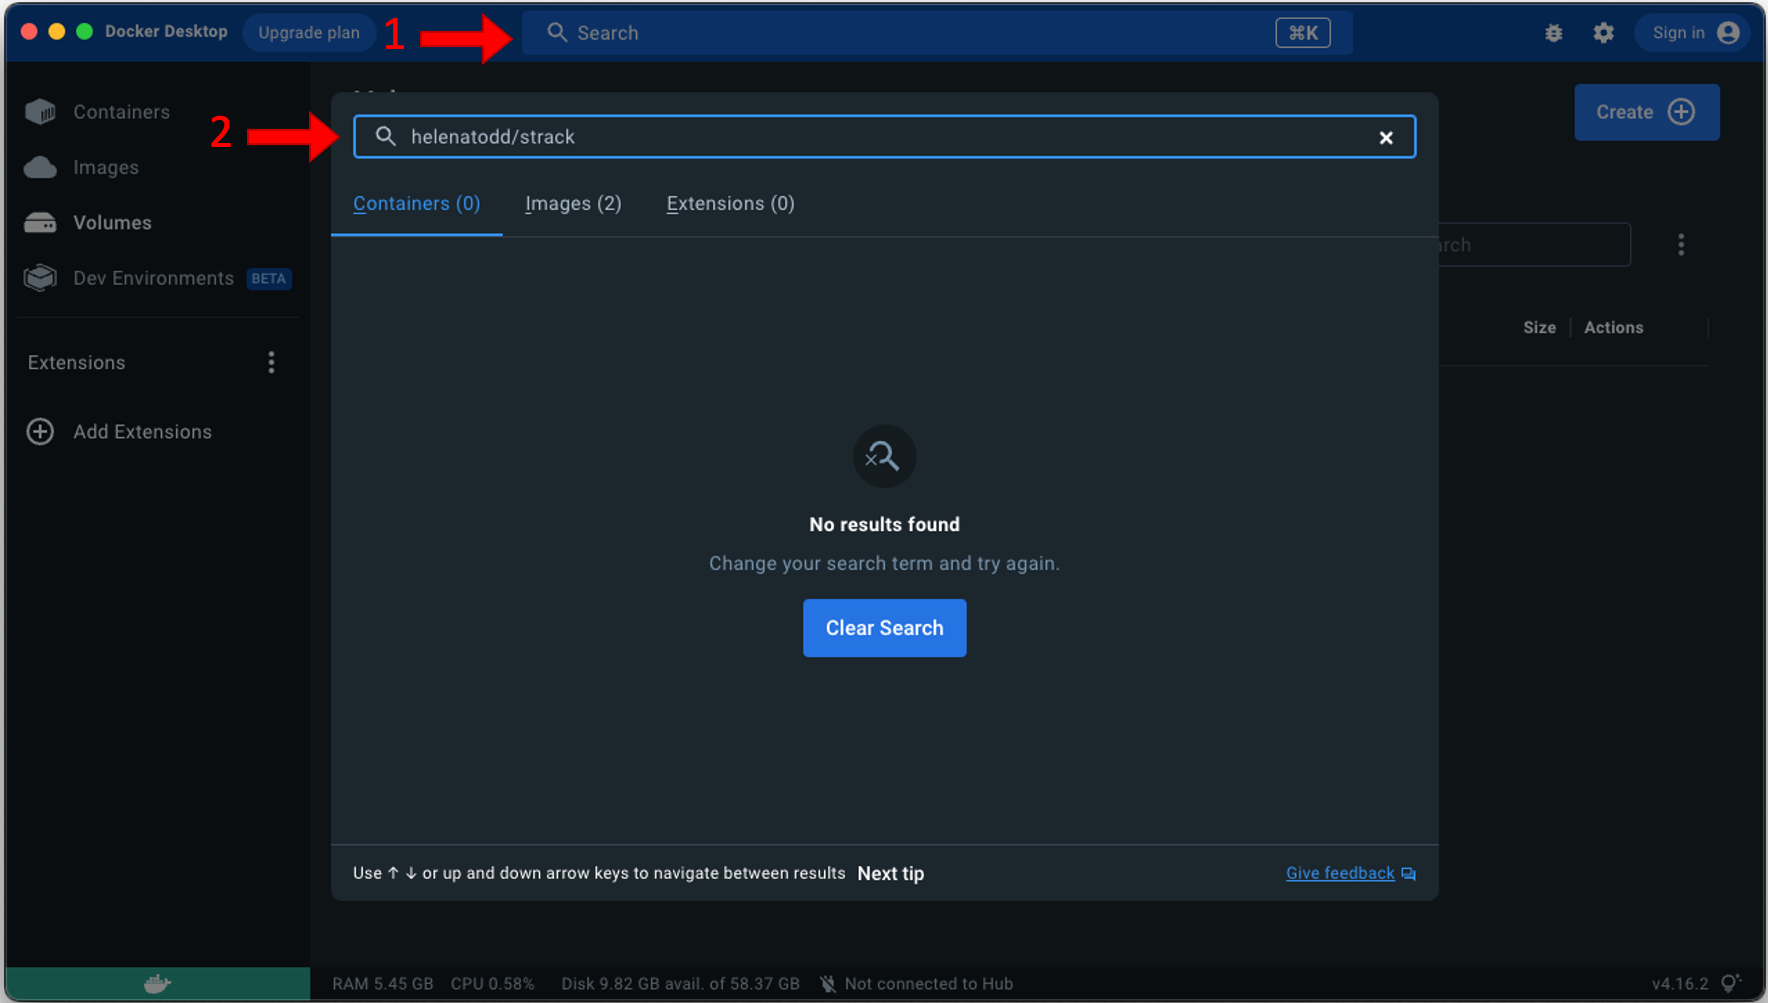 Docker Desktop
Upgrade plan
1
Search
⌘K
Sign in
Containers
Images
Volumes
Dev Environments BETA
Extensions
Add Extensions
Create
2
helenatodd/strack
Containers (0) Images (2) Extensions (0)
Size Actions
No results found
Change your search term and try again.
Clear Search
Use ↑ ↓ or up and down arrow keys to navigate between results Next tip
Give feedback
RAM 5.45 GB CPU 0.58% Disk 9.82 GB avail. of 58.37 GB Not connected to Hub
v4.16.2